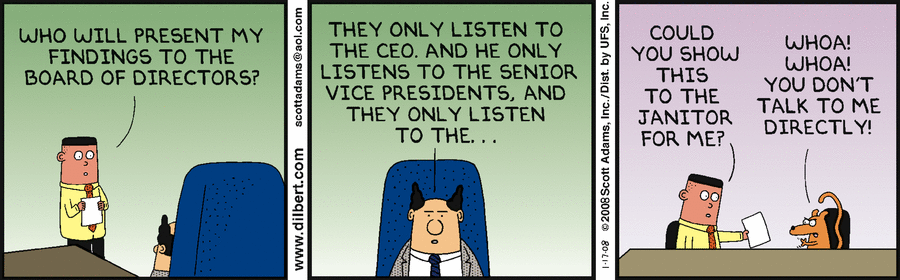 WHO WILL PRESENT MY
FINDINGS TO THE
BOARD OF DIRECTORS?
www.dilbert.com
scottadams@aol.com
THEY ONLY LISTEN TO
THE CEO. AND HE ONLY
LISTENS TO THE SENIOR
VICE PRESIDENTS, AND
THEY ONLY LISTEN
TO THE...
1-17-08 ©2008 Scott Adams, Inc./Dist. by UFS, Inc.
COULD
YOU SHOW
THIS
TO THE
JANITOR
FOR ME?
WHOA!
WHOA!
YOU DON'T
TALK TO ME
DIRECTLY!